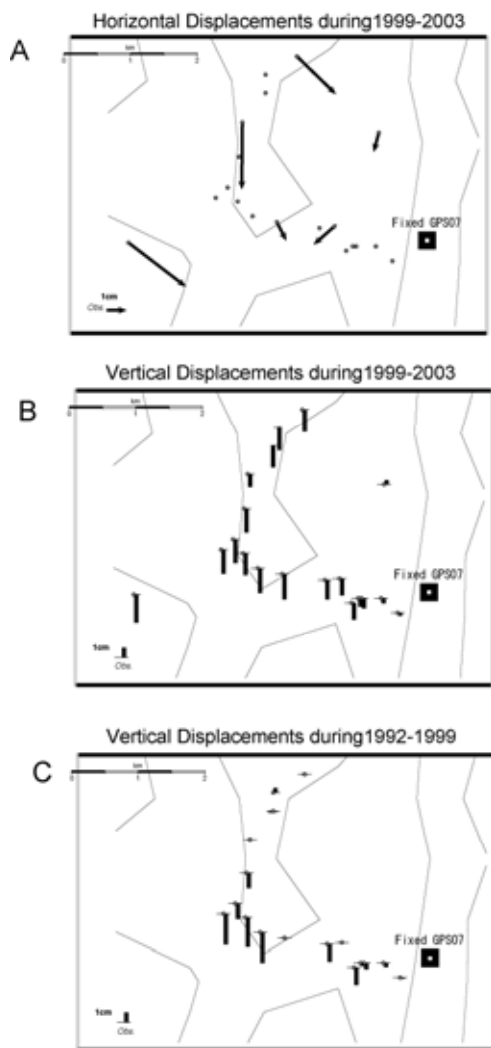 Horizontal Displacements during1999-2003
A
km
0 1 2
Fixed GPS07
1cm
Obs.
Vertical Displacements during1999-2003
B
km
0 1 2
Fixed GPS07
1cm
Obs.
Vertical Displacements during1992-1999
C
km
0 1 2
Fixed GPS07
1cm
Obs.